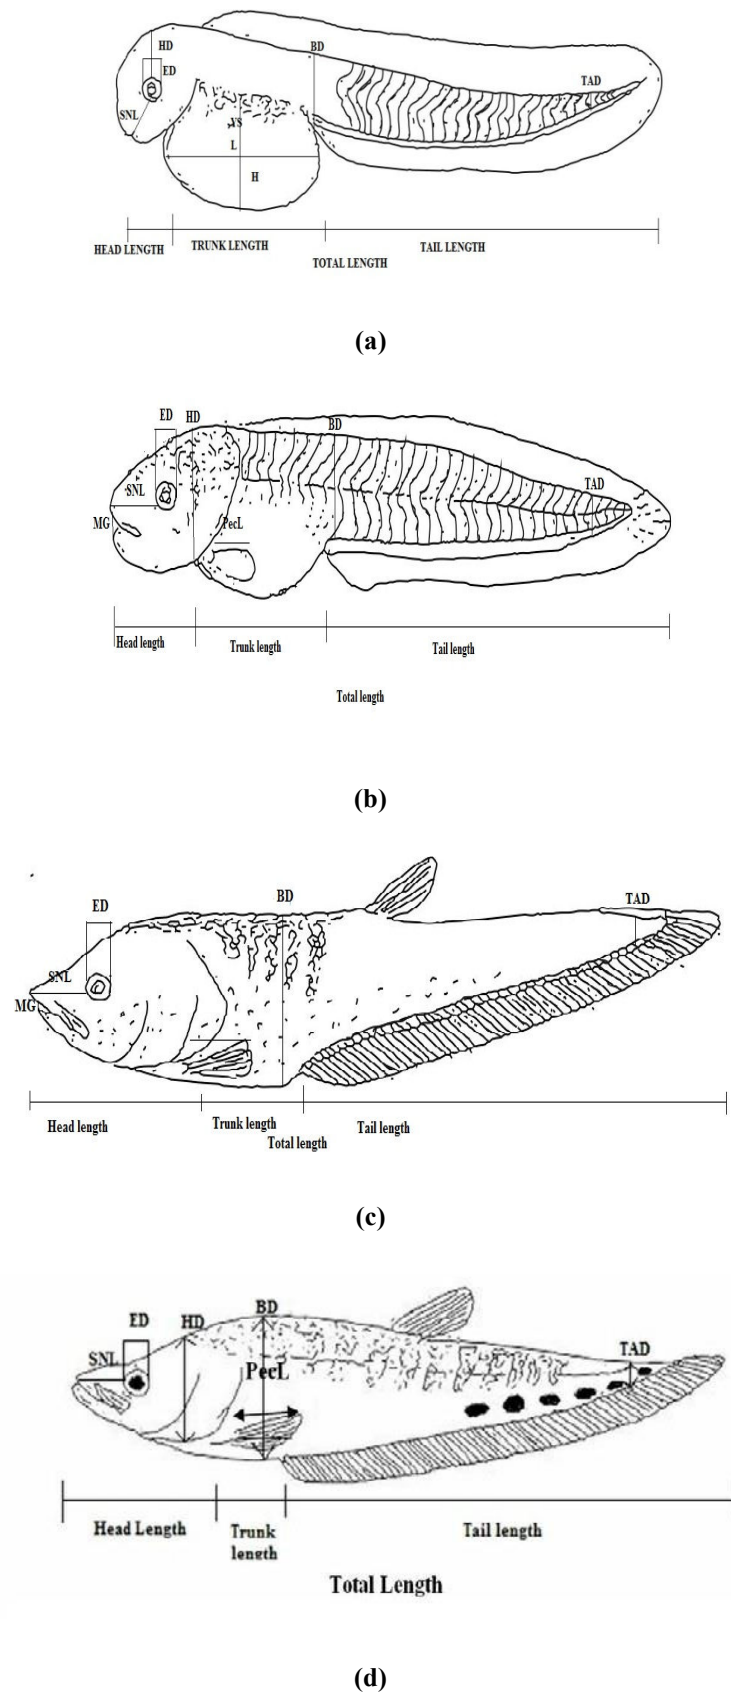 HD
BD
ED
TAD
SNL
YS
L
H
HEAD LENGTH
TRUNK LENGTH
TAIL LENGTH
TOTAL LENGTH
(a)
ED
HD
BD
SNL
TAD
MG
PecL
Head length
Trunk length
Tail length
Total length
(b)
ED
BD
TAD
SNL
MG
Head length
Trunk length
Tail length
Total length
(c)
ED
HD
BD
SNL
TAD
PecL
Head Length
Trunk
length
Tail length
Total Length
(d)